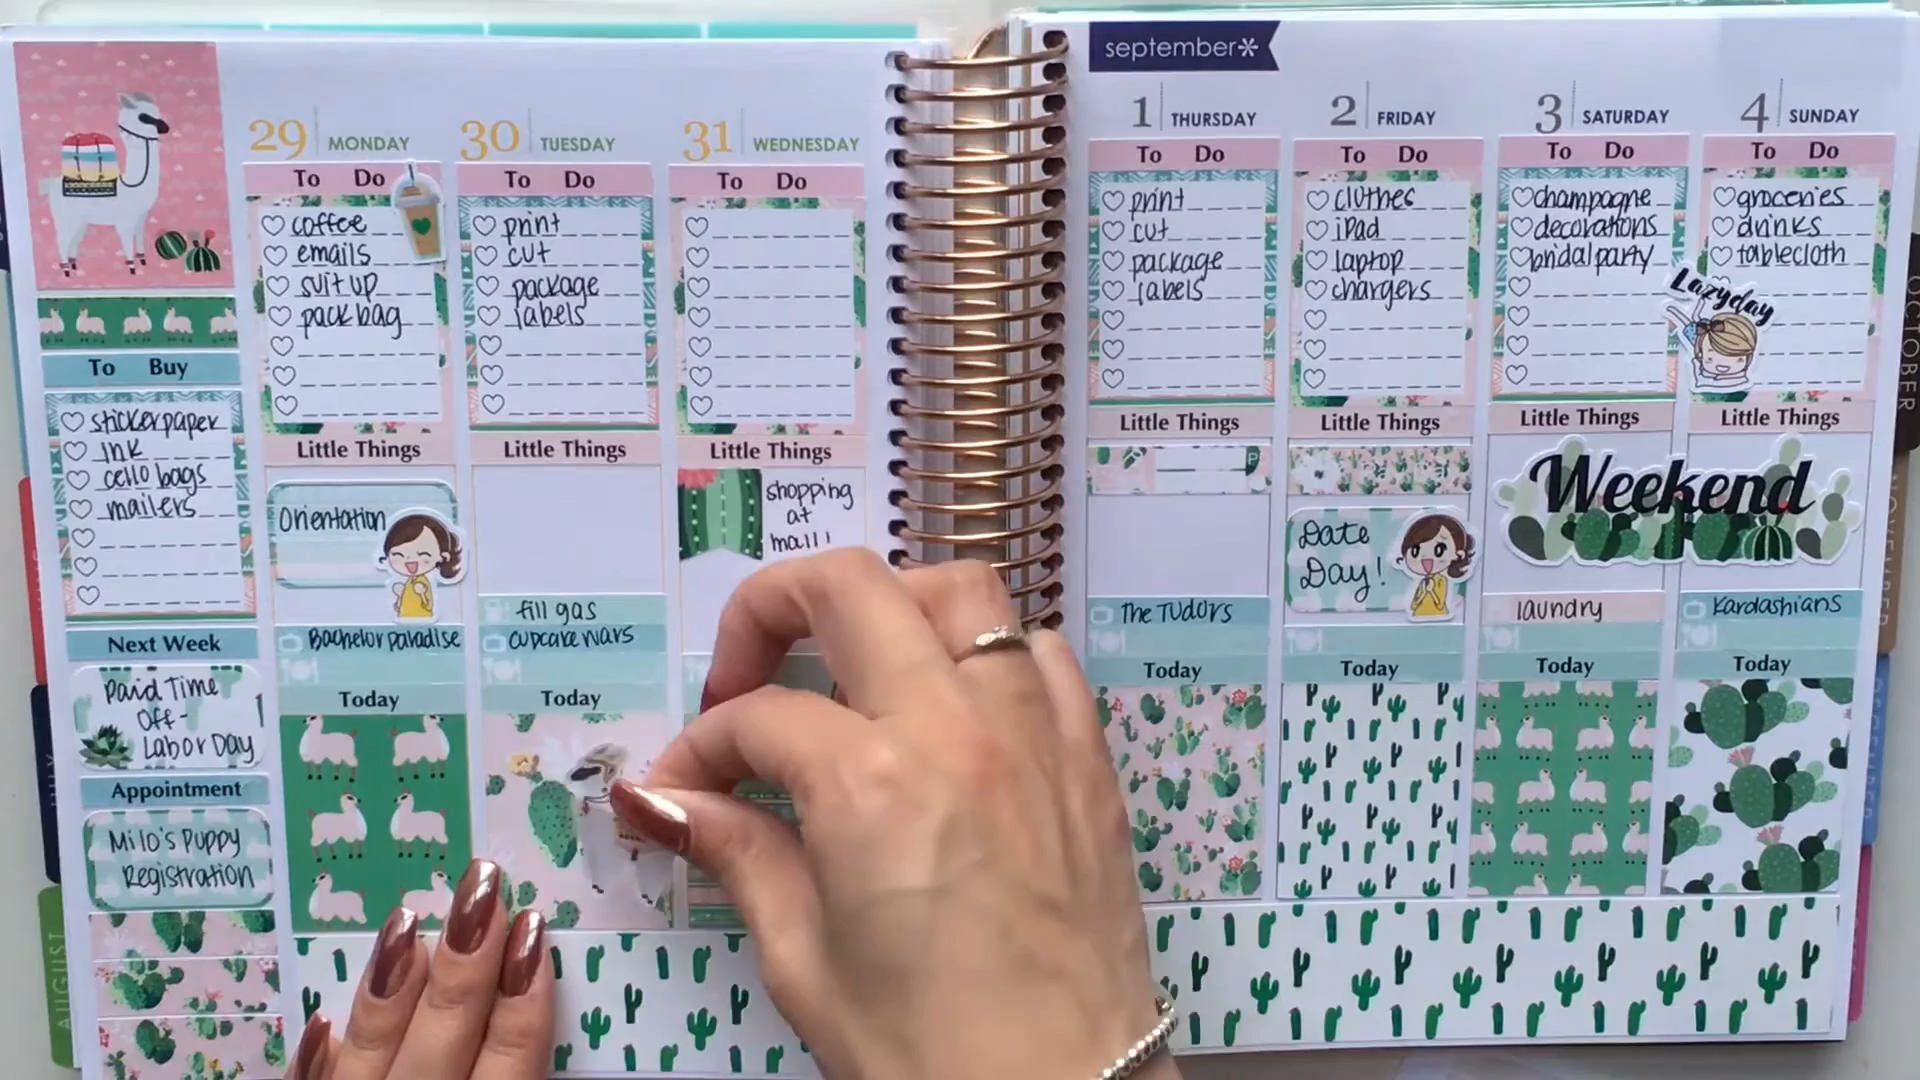 september*
29 MONDAY
30 TUESDAY
31 WEDNESDAY
1 THURSDAY
2 FRIDAY
3 SATURDAY
4 SUNDAY
To Buy
sticker paper
ink
cello bags
mailers
Next Week
Paid Time
Off-
Labor Day
Appointment
Milo's Puppy
Registration
To Do
coffee
emails
suit up
pack bag
Little Things
Orientation
Bachelor paradise
Today
To Do
print
cut
package
labels
Little Things
fill gas
cupcake wars
Today
To Do
Little Things
shopping
at
mall!
To Do
print
cut
package
labels
Little Things
P
The Tudors
Today
To Do
clothes
iPad
laptop
chargers
Little Things
Date
Day!
Today
To Do
champagne
decorations
bridal party
Little Things
Weekend
laundry
Today
To Do
groceries
drinks
tablecloth
Lazyday
Little Things
Kardashians
Today
OCTOBER
AUGUST